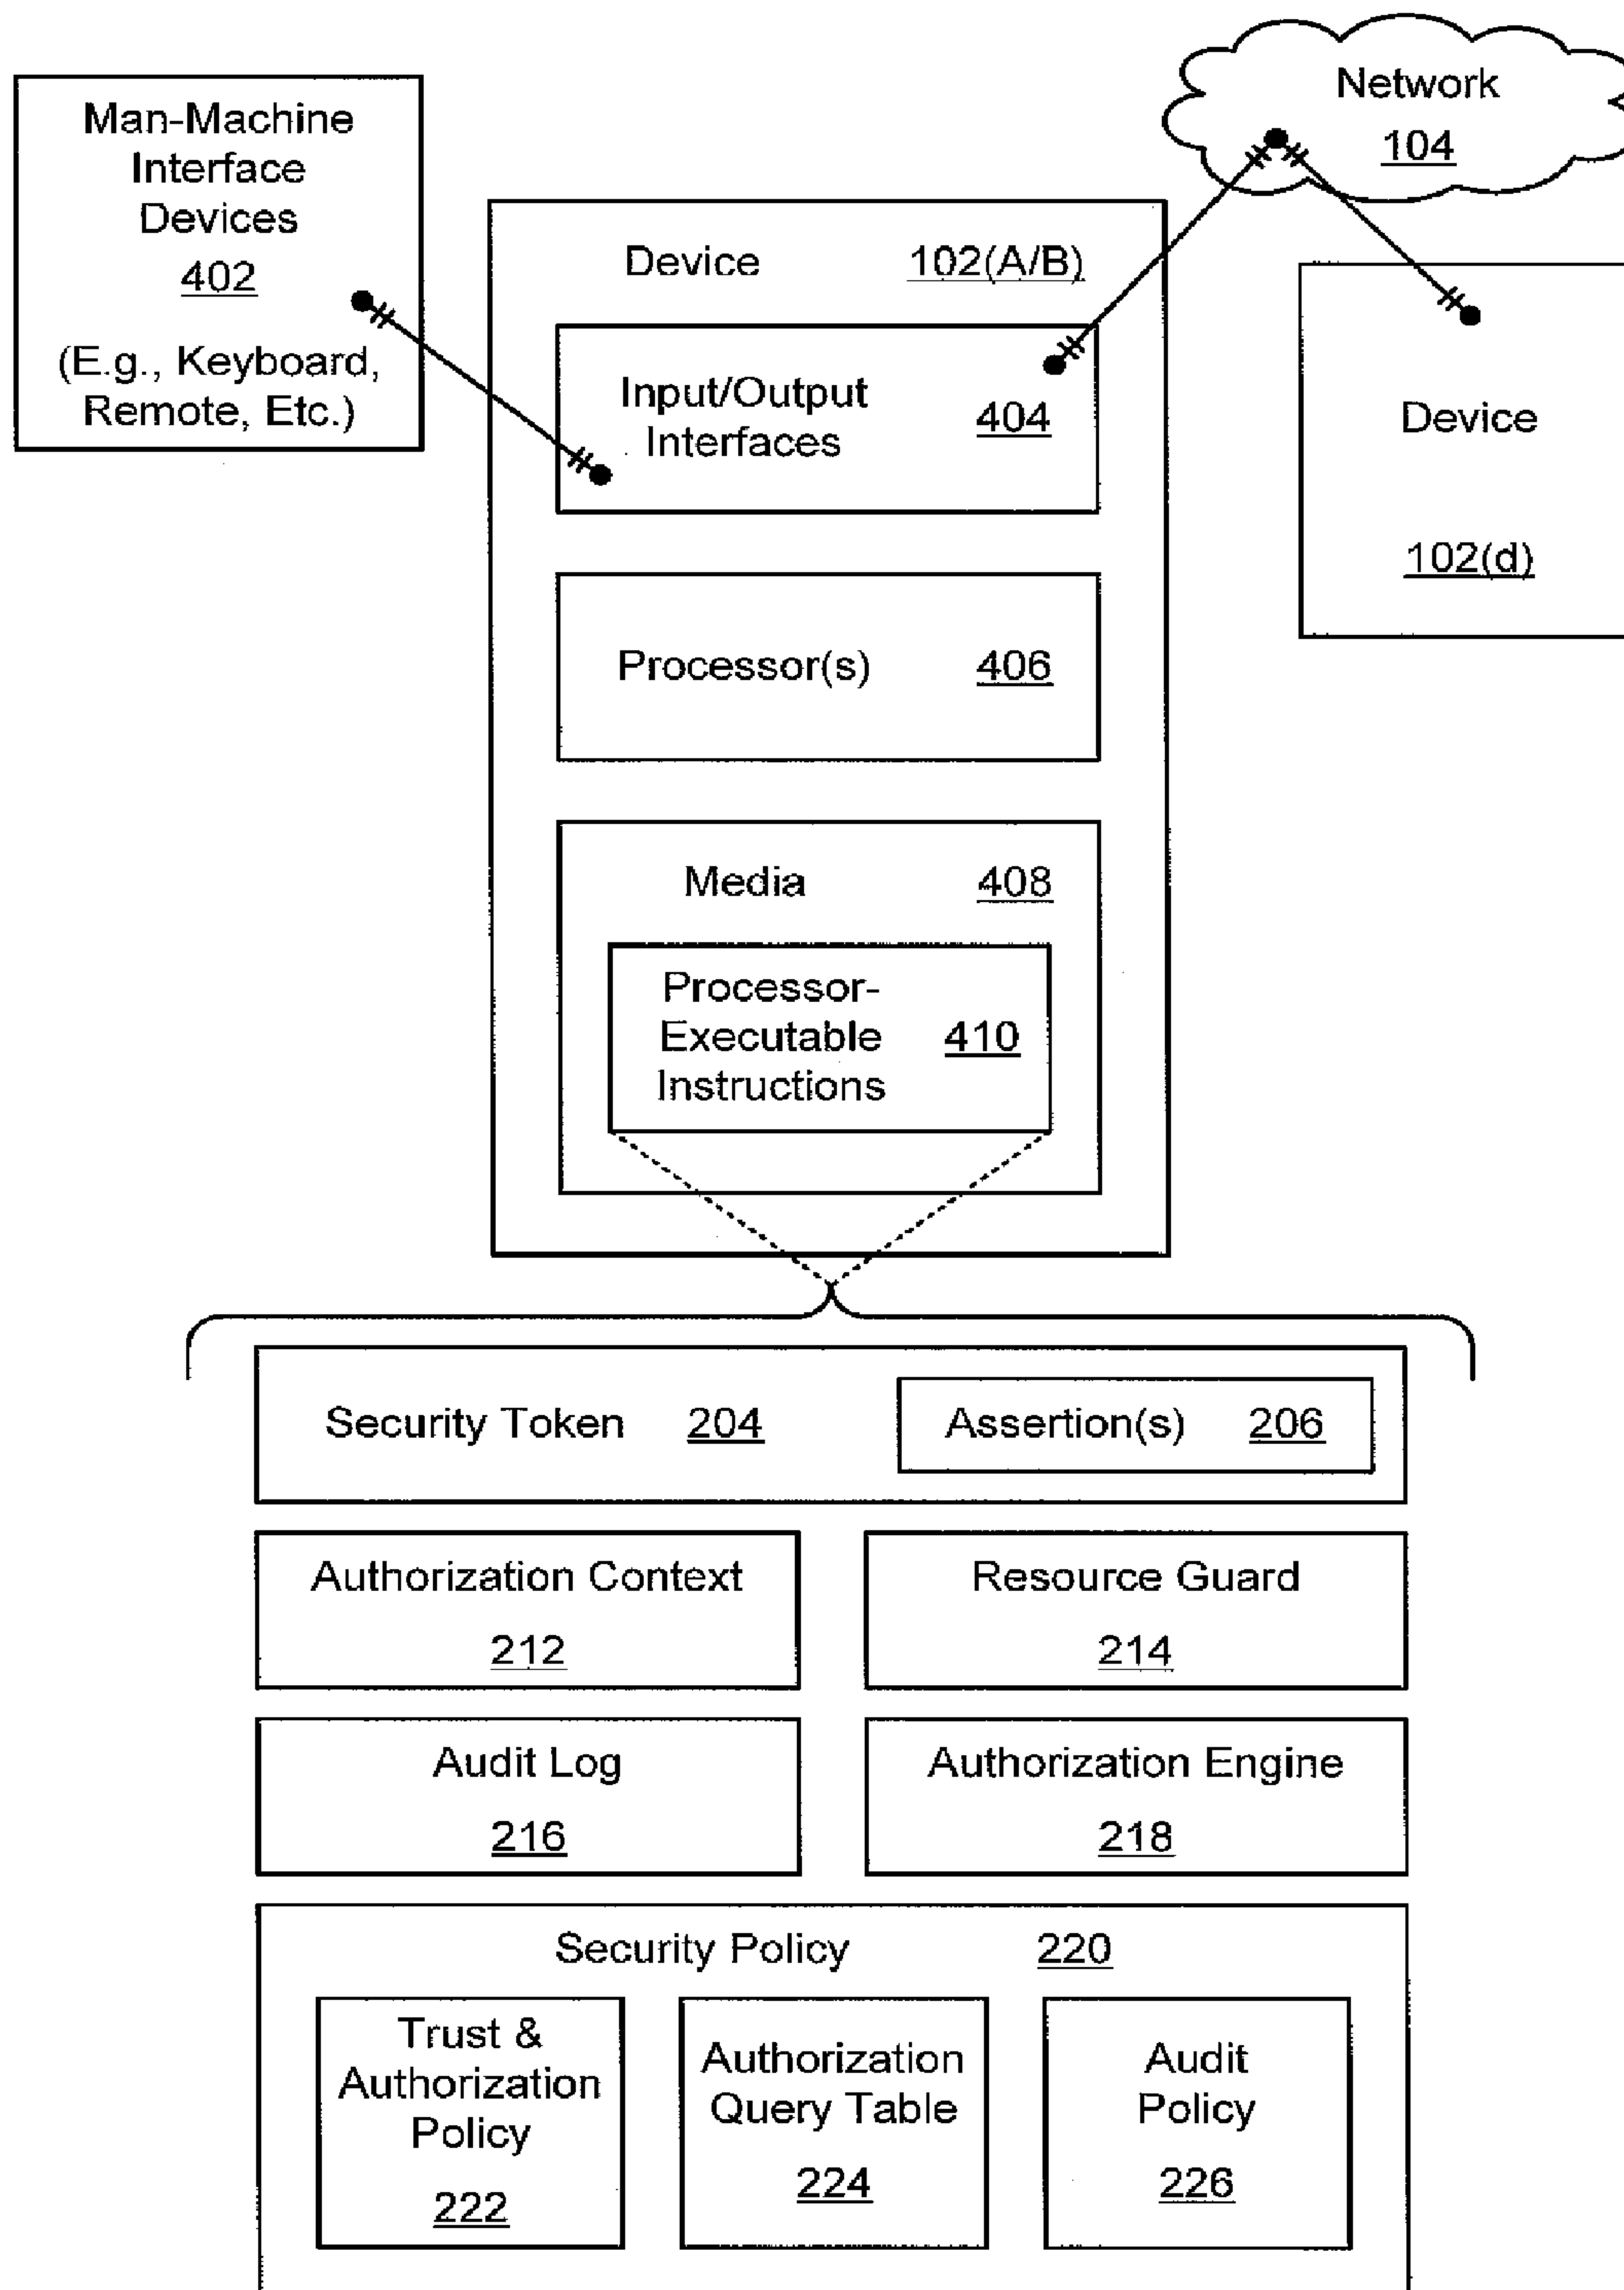 Man-Machine
Interface
Devices
402
(E.g., Keyboard,
Remote, Etc.)
Network
104
Device 102(A/B)
Input/Output
Interfaces
404
Device
102(d)
Processor(s) 406
Media 408
Processor-
Executable
Instructions
410
Security Token 204
Assertion(s) 206
Authorization Context
212
Resource Guard
214
Audit Log
216
Authorization Engine
218
Security Policy 220
Trust &
Authorization
Policy
222
Authorization
Query Table
224
Audit
Policy
226